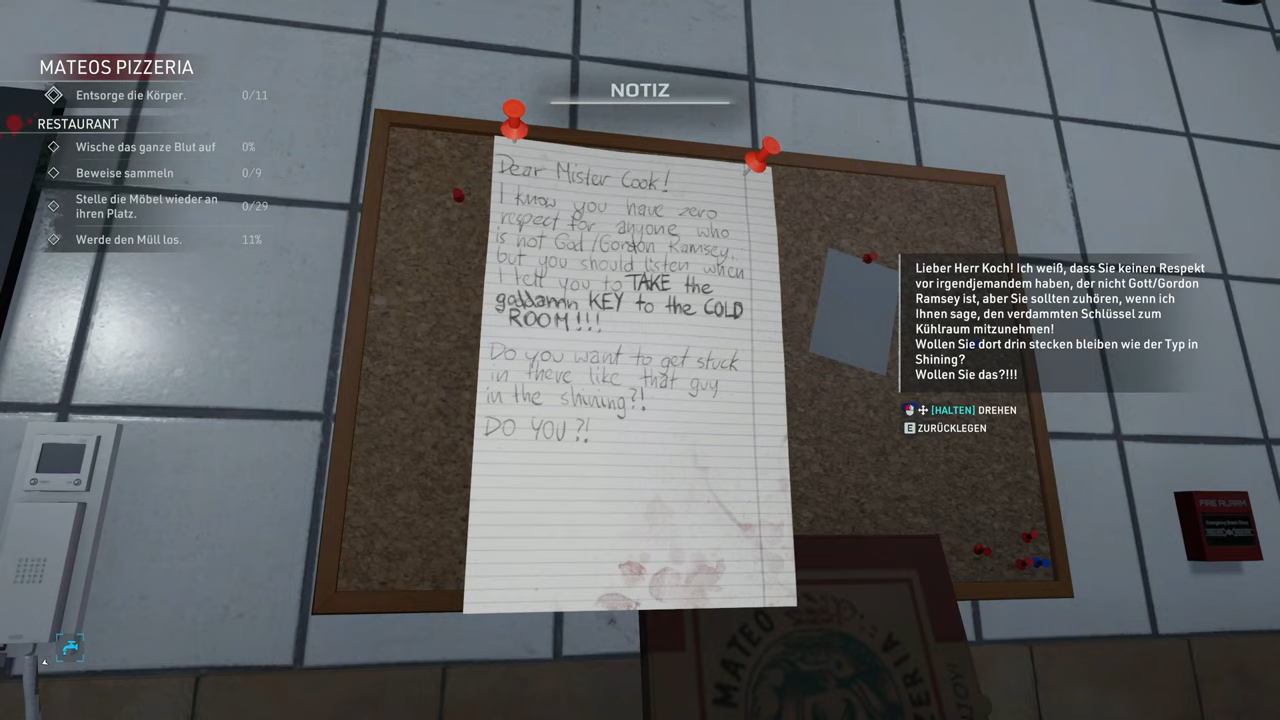 MATEOS PIZZERIA
Entsorge die Körper. 0/11
RESTAURANT
Wische das ganze Blut auf 0%
Beweise sammeln 0/9
Stelle die Möbel wieder an
ihren Platz. 0/29
Werde den Müll los. 11%
NOTIZ
Dear Mister Cook!
I know you have zero
respect for anyone who
is not God/Gordon Ramsey,
but you should listen when
I tell you to TAKE the
goddamn KEY to the COLD
ROOM!!!
Do you want to get stuck
in there like that guy
in the shining?!
DO YOU?!
Lieber Herr Koch! Ich weiß, dass Sie keinen Respekt
vor irgendjemandem haben, der nicht Gott/Gordon
Ramsey ist, aber Sie sollten zuhören, wenn ich
Ihnen sage, den verdammten Schlüssel zum
Kühlraum mitzunehmen!
Wollen Sie dort drin stecken bleiben wie der Typ in
Shining?
Wollen Sie das?!!!
[HALTEN] DREHEN
E ZURÜCKLEGEN
FIRE ALARM
MATEO
ZERIA
ENJOY!